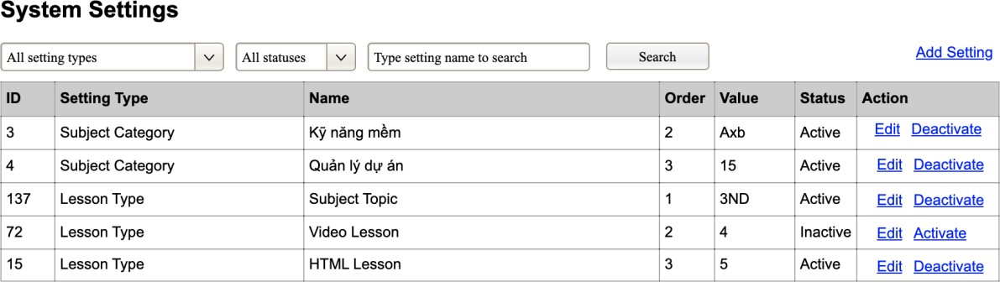 System Settings
All setting types All statuses Type setting name to search Search Add Setting
ID Setting Type Name Order Value Status Action
3 Subject Category Kỹ năng mềm 2 Axb Active Edit Deactivate
4 Subject Category Quản lý dự án 3 15 Active Edit Deactivate
137 Lesson Type Subject Topic 1 3ND Active Edit Deactivate
72 Lesson Type Video Lesson 2 4 Inactive Edit Activate
15 Lesson Type HTML Lesson 3 5 Active Edit Deactivate